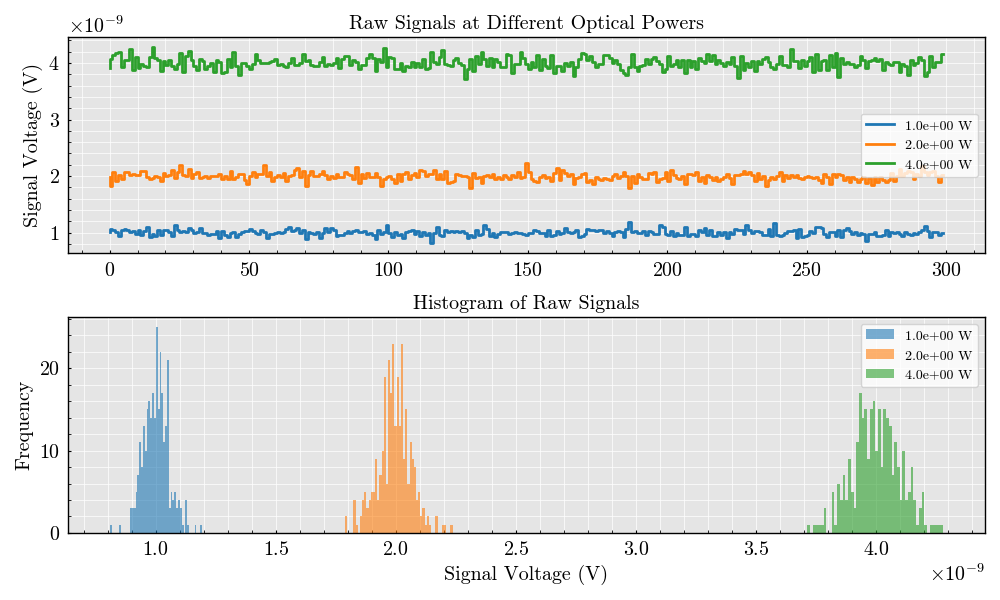 Raw Signals at Different Optical Powers
×10⁻⁹
Signal Voltage (V)
4
3
2
1
1.0e+00 W
2.0e+00 W
4.0e+00 W
0
50
100
150
200
250
300
Histogram of Raw Signals
Frequency
20
10
0
1.0e+00 W
2.0e+00 W
4.0e+00 W
1.0
1.5
2.0
2.5
3.0
3.5
4.0
Signal Voltage (V)
×10⁻⁹